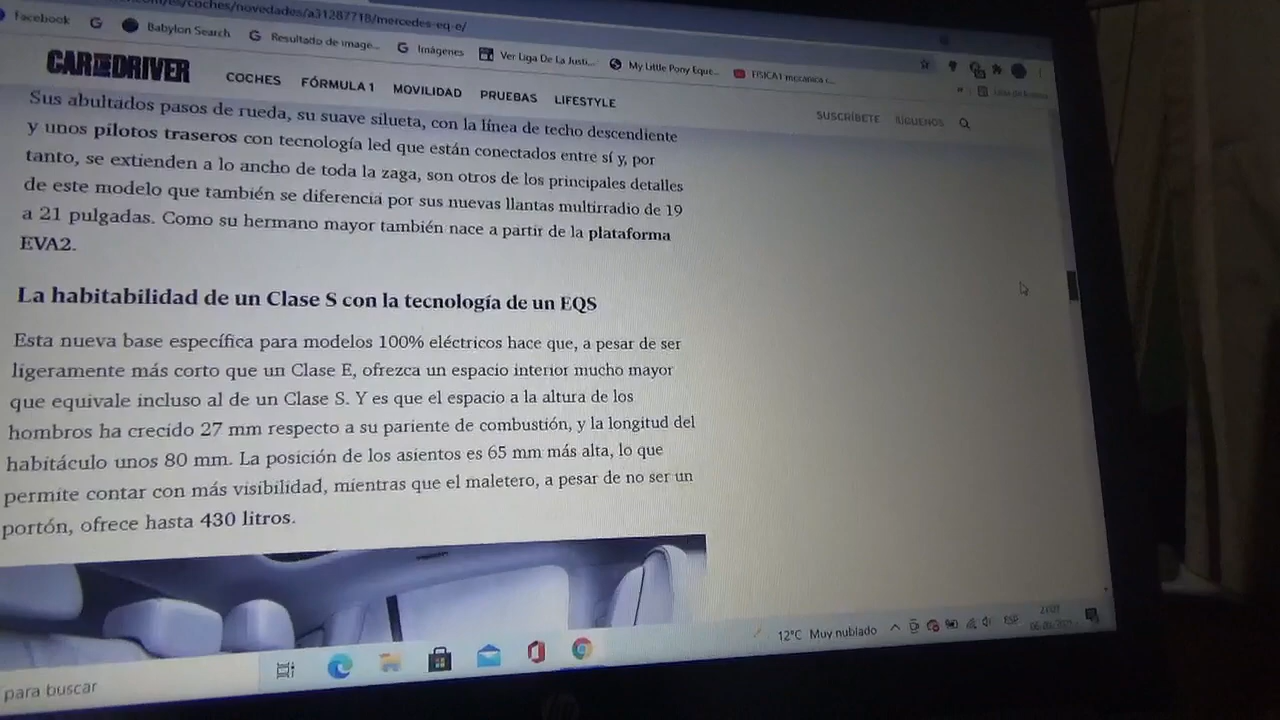 /es/coches/novedades/a31287718/mercedes-eq-e/
Facebook Babylon Search Resultado de image... Imágenes Ver Liga De La Justi... My Little Pony Eque... FISICA1 mecanica c...
CAR AND DRIVER COCHES FÓRMULA 1 MOVILIDAD PRUEBAS LIFESTYLE SUSCRÍBETE SÍGUENOS
Sus abultados pasos de rueda, su suave silueta, con la línea de techo descendiente
y unos pilotos traseros con tecnología led que están conectados entre sí y, por
tanto, se extienden a lo ancho de toda la zaga, son otros de los principales detalles
de este modelo que también se diferencia por sus nuevas llantas multirradio de 19
a 21 pulgadas. Como su hermano mayor también nace a partir de la plataforma
EVA2.
La habitabilidad de un Clase S con la tecnología de un EQS
Esta nueva base específica para modelos 100% eléctricos hace que, a pesar de ser
ligeramente más corto que un Clase E, ofrezca un espacio interior mucho mayor
que equivale incluso al de un Clase S. Y es que el espacio a la altura de los
hombros ha crecido 27 mm respecto a su pariente de combustión, y la longitud del
habitáculo unos 80 mm. La posición de los asientos es 65 mm más alta, lo que
permite contar con más visibilidad, mientras que el maletero, a pesar de no ser un
portón, ofrece hasta 430 litros.
12°C Muy nublado ESP
para buscar